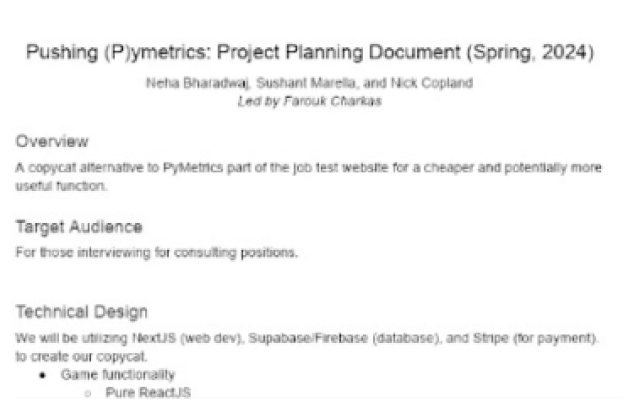 Pushing (P)ymetrics: Project Planning Document (Spring, 2024)
Neha Bharadwaj, Sushant Marella, and Nick Copland
Led by Farouk Charkas
Overview
A copycat alternative to PyMetrics part of the job test website for a cheaper and potentially more
useful function.
Target Audience
For those interviewing for consulting positions.
Technical Design
We will be utilizing NextJS (web dev), Supabase/Firebase (database), and Stripe (for payment).
to create our copycat.
● Game functionality
○ Pure ReactJS